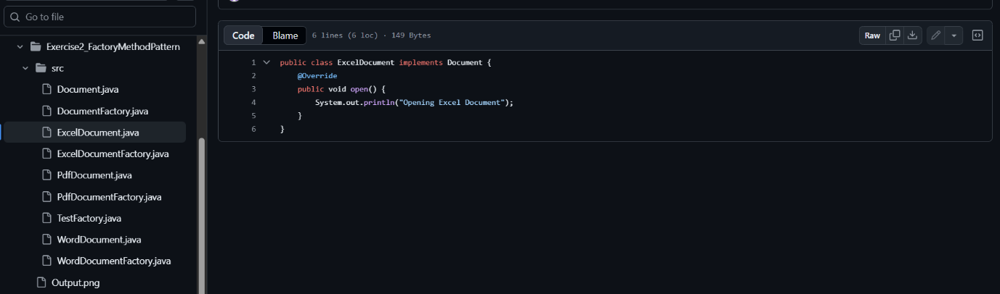 Go to file
Exercise2_FactoryMethodPattern
src
Document.java
DocumentFactory.java
ExcelDocument.java
ExcelDocumentFactory.java
PdfDocument.java
PdfDocumentFactory.java
TestFactory.java
WordDocument.java
WordDocumentFactory.java
Output.png
Code Blame 6 lines (6 loc) · 149 Bytes Raw
1 public class ExcelDocument implements Document {
2     @Override
3     public void open() {
4         System.out.println("Opening Excel Document");
5     }
6 }